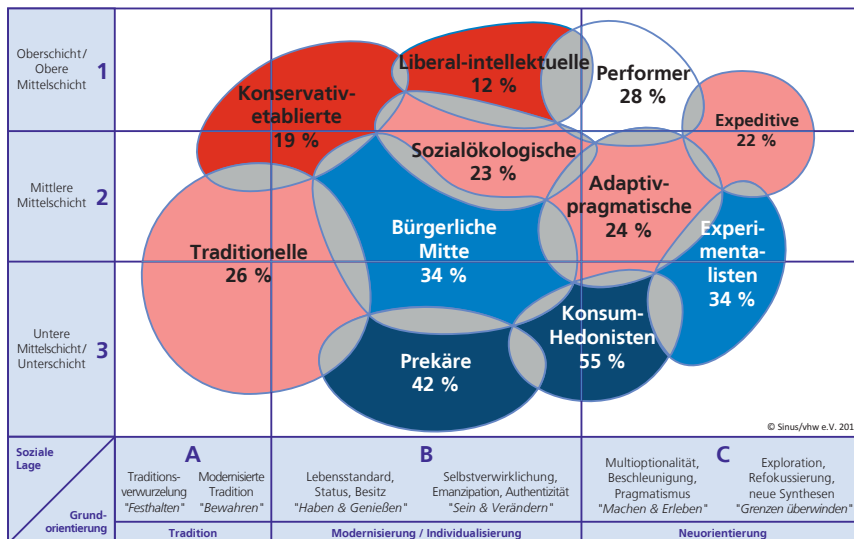 Oberschicht/
Obere
Mittelschicht
1
Mittlere
Mittelschicht
2
Untere
Mittelschicht/
Unterschicht
3
Konservativ-
etablierte
19 %
Liberal-intellektuelle
12 %
Performer
28 %
Expeditive
22 %
Sozialökologische
23 %
Adaptiv-
pragmatische
24 %
Traditionelle
26 %
Bürgerliche
Mitte
34 %
Experi-
menta-
listen
34 %
Prekäre
42 %
Konsum-
Hedonisten
55 %
© Sinus/vhw e.V. 201
Soziale
Lage
Grund-
orientierung
A
Traditions-
verwurzelung
"Festhalten"
Modernisierte
Tradition
"Bewahren"
B
Lebensstandard,
Status, Besitz
"Haben & Genießen"
Selbstverwirklichung,
Emanzipation, Authentizität
"Sein & Verändern"
C
Multioptionalität,
Beschleunigung,
Pragmatismus
"Machen & Erleben"
Exploration,
Refokussierung,
neue Synthesen
"Grenzen überwinden"
Tradition
Modernisierung / Individualisierung
Neuorientierung